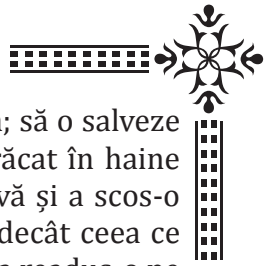 ; să o salveze
răcat în haine
vă și a scos-o
decât ceea ce